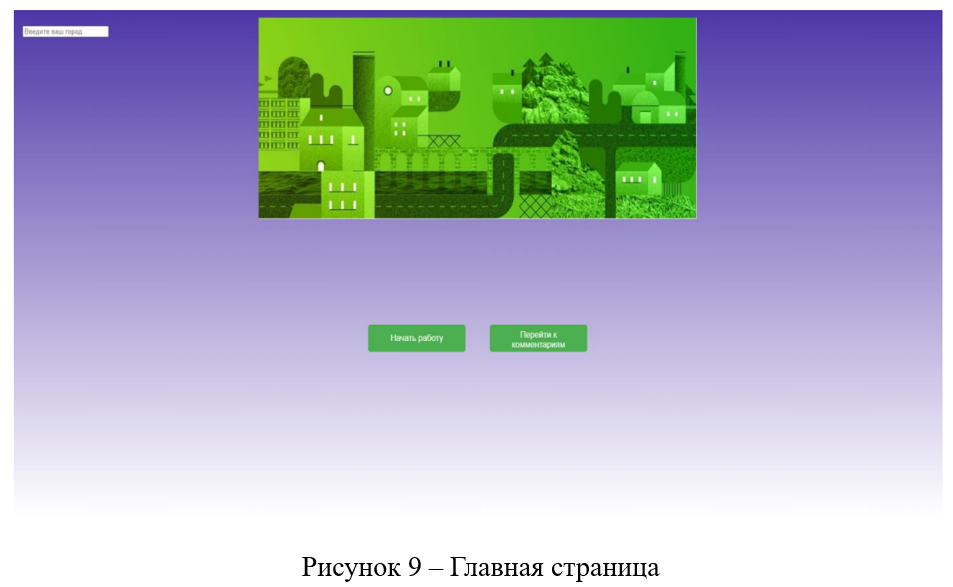 Введите ваш город
Начать работу
Перейти к
комментариям
Рисунок 9 – Главная страница